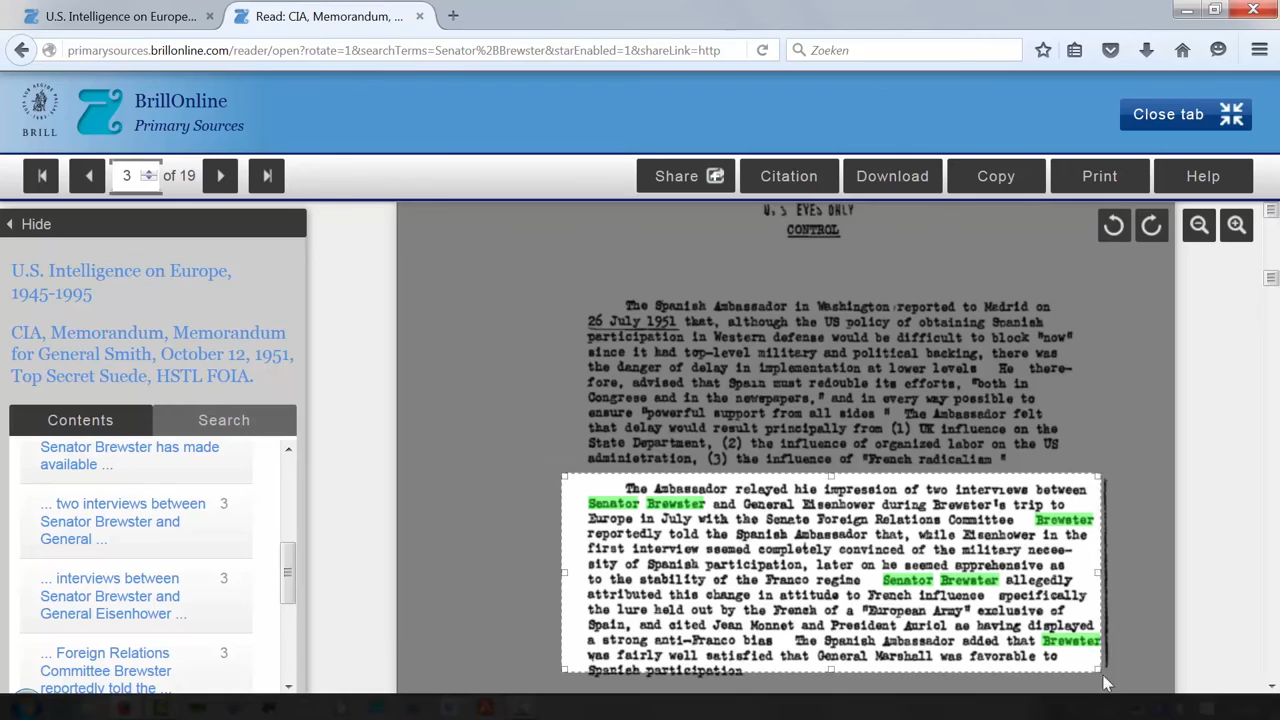 U.S. Intelligence on Europe...
Read: CIA, Memorandum, ...
primarysources.brillonline.com/reader/open?rotate=1&searchTerms=Senator%2BBrewster&starEnabled=1&shareLink=http
Zoeken
BRILL
BrillOnline
Primary Sources
Close tab
3 of 19
Share
Citation
Download
Copy
Print
Help
Hide
U.S. Intelligence on Europe,
1945-1995
CIA, Memorandum, Memorandum
for General Smith, October 12, 1951,
Top Secret Suede, HSTL FOIA.
Contents
Search
Senator Brewster has made
available ...
... two interviews between 3
Senator Brewster and
General ...
... interviews between 3
Senator Brewster and
General Eisenhower ...
... Foreign Relations 3
Committee Brewster
reportedly told the ...
U.S EYES ONLY
CONTROL
The Spanish Ambassador in Washington reported to Madrid on
26 July 1951 that, although the US policy of obtaining Spanish
participation in Western defense would be difficult to block "now"
since it had top-level military and political backing, there was
the danger of delay in implementation at lower levels He there-
fore, advised that Spain must redouble its efforts, "both in
Congress and in the newspapers," and in every way possible to
ensure "powerful support from all sides " The Ambassador felt
that delay would result principally from (1) UK influence on the
State Department, (2) the influence of organized labor on the US
administration, (3) the influence of "French radicalism "
The Ambassador relayed his impression of two interviews between
Senator Brewster and General Eisenhower during Brewster's trip to
Europe in July with the Senate Foreign Relations Committee Brewster
reportedly told the Spanish Ambassador that, while Eisenhower in the
first interview seemed completely convinced of the military neces-
sity of Spanish participation, later on he seemed apprehensive as
to the stability of the Franco regime Senator Brewster allegedly
attributed this change in attitude to French influence specifically
the lure held out by the French of a "European Army" exclusive of
Spain, and cited Jean Monnet and President Auriol as having displayed
a strong anti-Franco bias The Spanish Ambassador added that Brewster
was fairly well satisfied that General Marshall was favorable to
Spanish participation